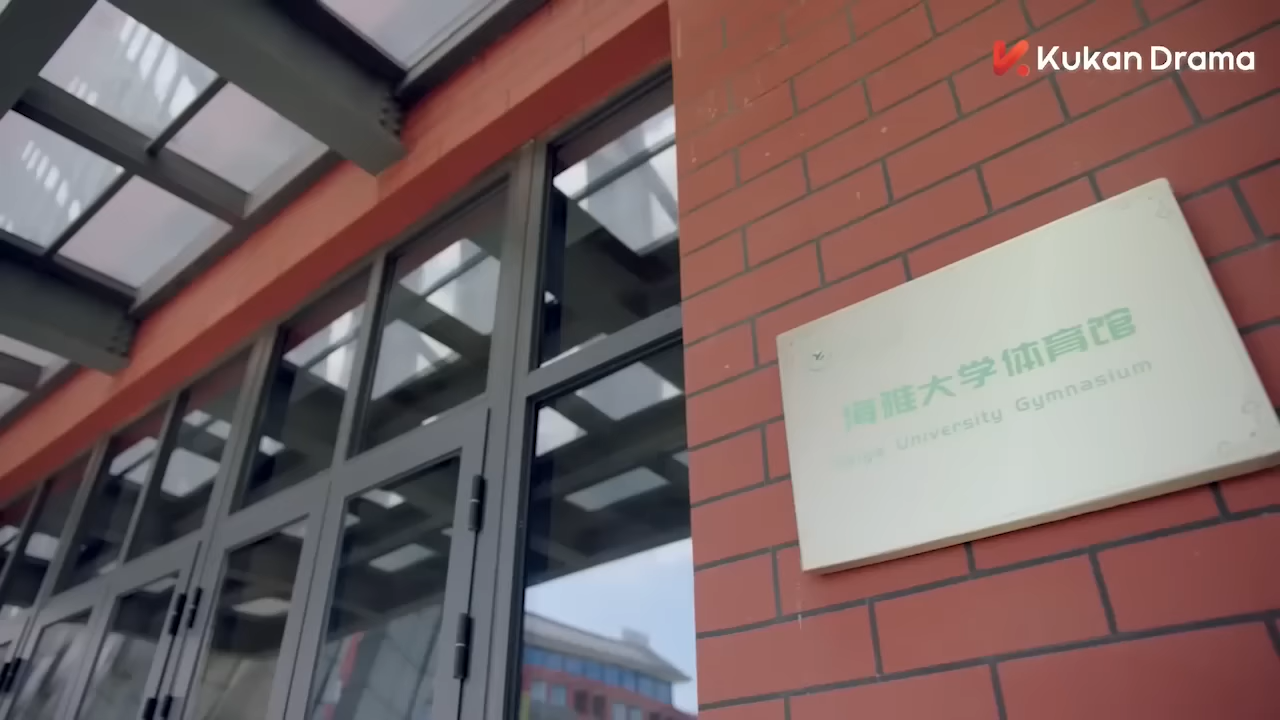 Kukan Drama
海雅大学体育馆
University Gymnasium